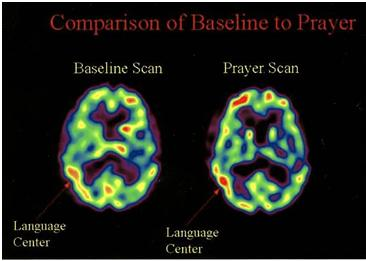 Comparison of Baseline to Prayer
Baseline Scan
Prayer Scan
Language
Center
Language
Center